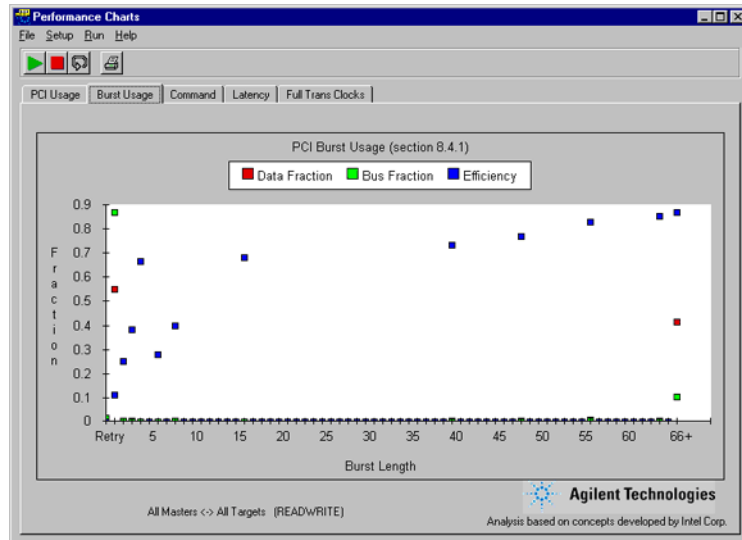 Performance Charts
File Setup Run Help
PCI Usage Burst Usage Command Latency Full Trans Clocks
PCI Burst Usage (section 8.4.1)
Data Fraction Bus Fraction Efficiency
0.9
0.8
0.7
0.6
0.5
0.4
0.3
0.2
0.1
0
Fraction
Retry 5 10 15 20 25 30 35 40 45 50 55 60 66+
Burst Length
All Masters <-> All Targets (READWRITE)
Agilent Technologies
Analysis based on concepts developed by Intel Corp.